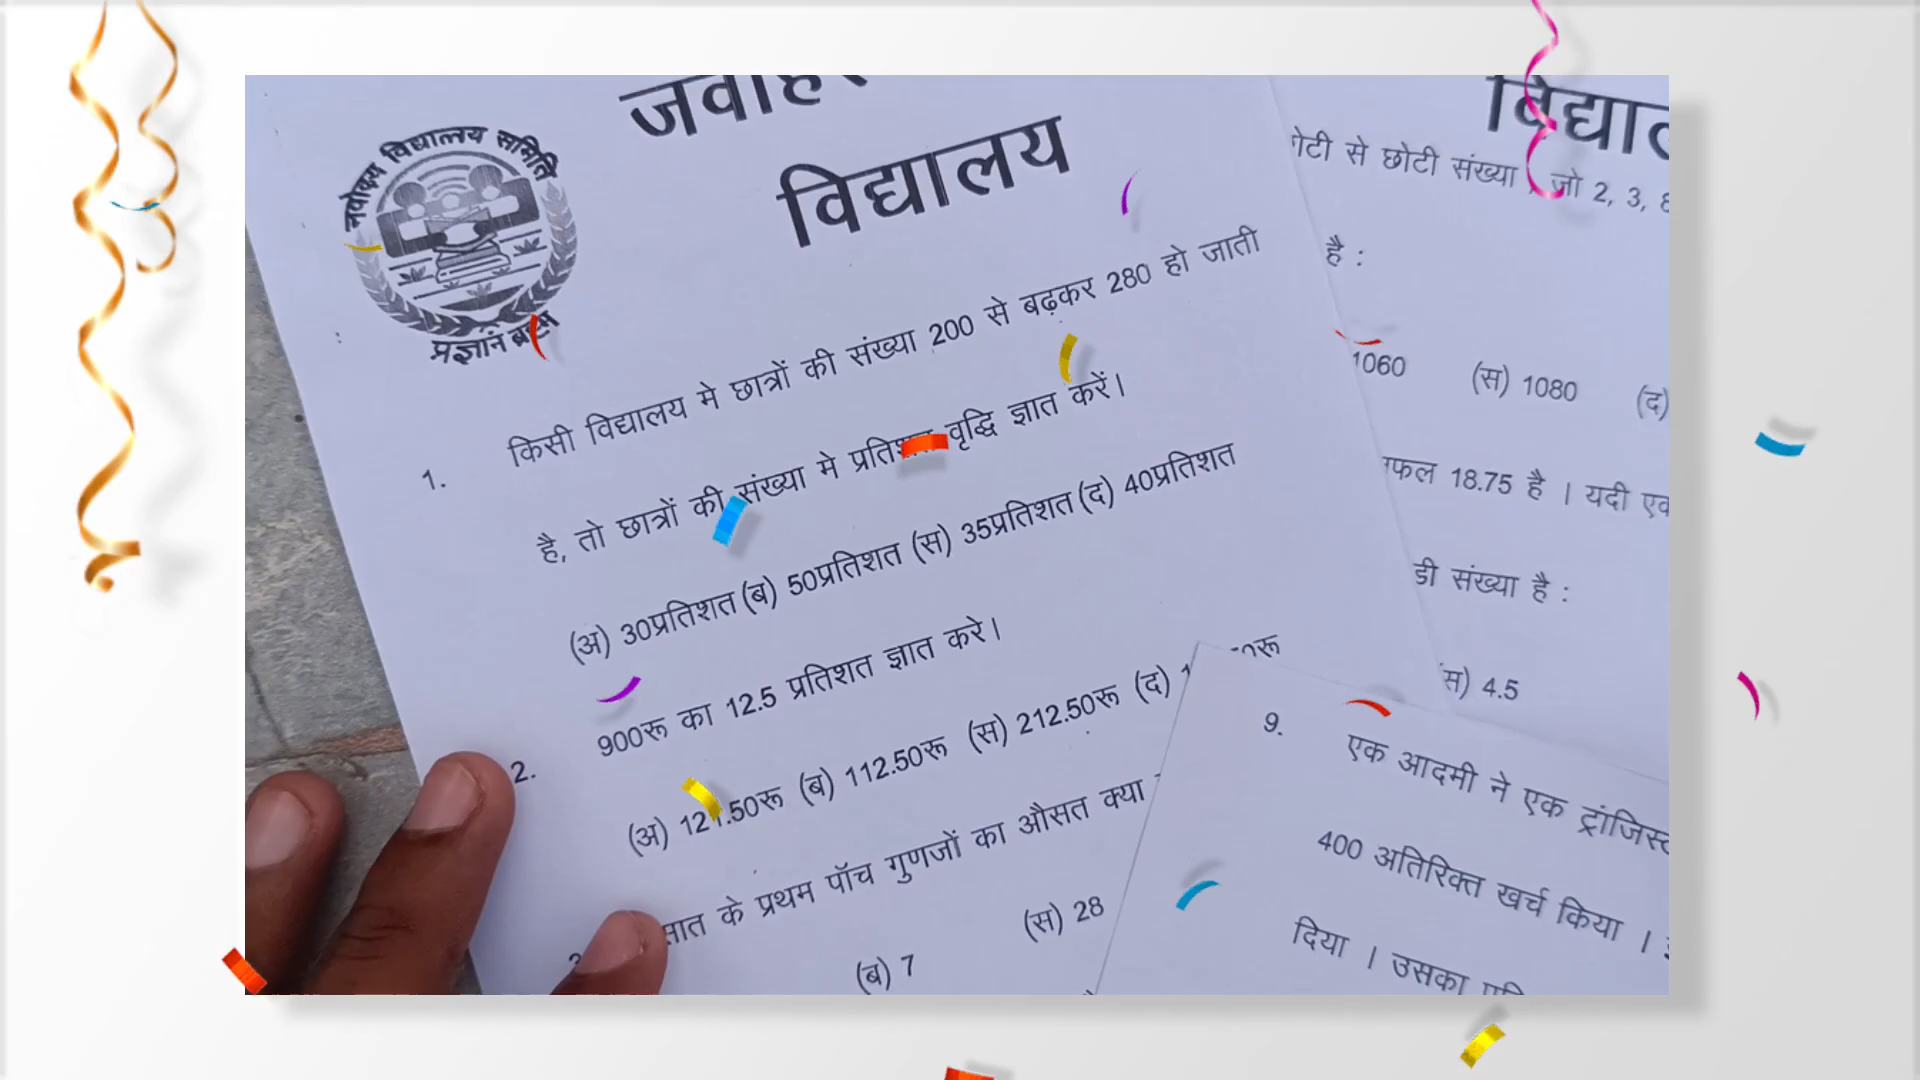 नवोदय विद्यालय समिति
प्रज्ञानं ब्रह्म
विद्यालय
1. किसी विद्यालय मे छात्रों की संख्या 200 से बढ़कर 280 हो जाती
है, तो छात्रों की संख्या मे प्रतिशत वृद्धि ज्ञात करें।
(अ) 30प्रतिशत (ब) 50प्रतिशत (स) 35प्रतिशत (द) 40प्रतिशत
2. 900रू का 12.5 प्रतिशत ज्ञात करे।
(अ) 121.50रू (ब) 112.50रू (स) 212.50रू (द)
सात के प्रथम पॉच गुणजों का औसत क्या
(ब) 7 (स) 28
से छोटी संख्या । जो 2, 3,
है :
1060 (स) 1080 (द)
18.75 है । यदी
संख्या है :
(स) 4.5
9. एक आदमी ने एक
400 अतिरिक्त खर्च किया ।
दिया । उसका